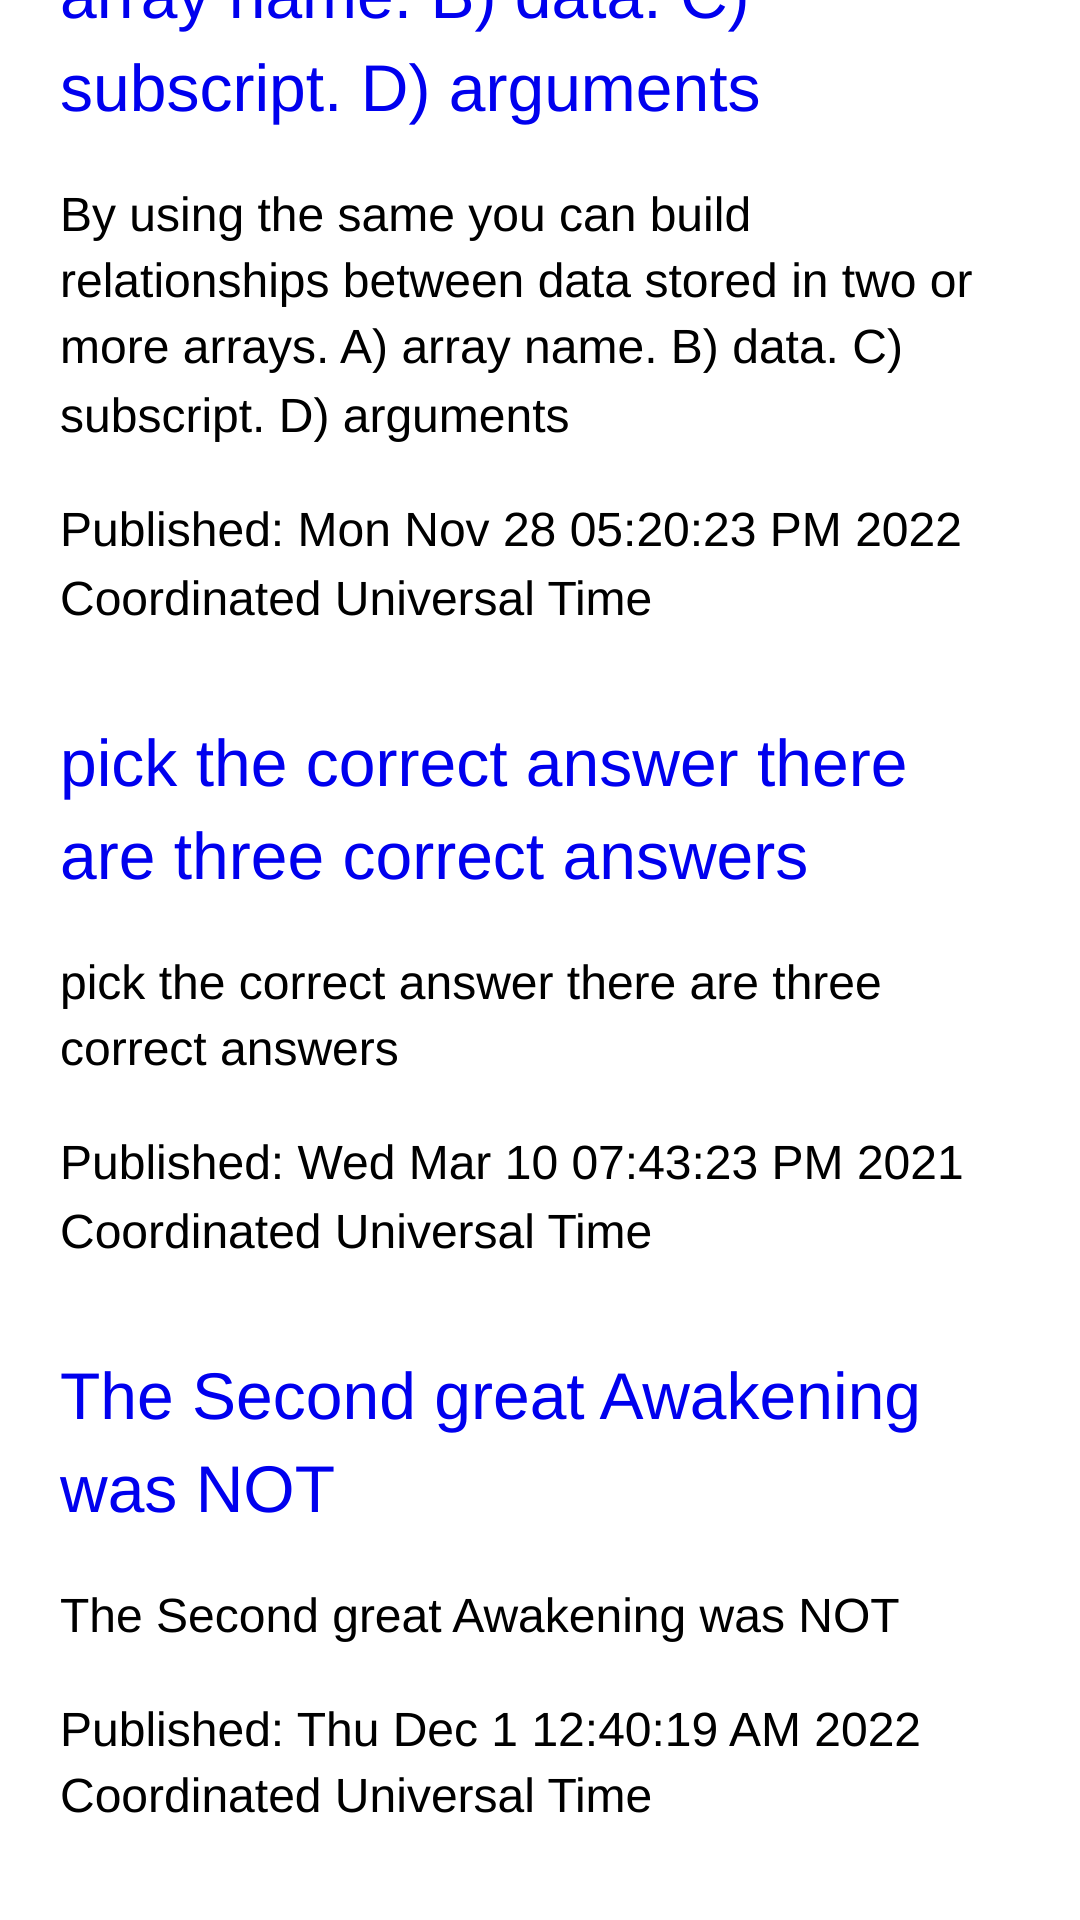 array name. B) data. C)
subscript. D) arguments
By using the same you can build
relationships between data stored in two or
more arrays. A) array name. B) data. C)
subscript. D) arguments
Published: Mon Nov 28 05:20:23 PM 2022
Coordinated Universal Time
pick the correct answer there
are three correct answers
pick the correct answer there are three
correct answers
Published: Wed Mar 10 07:43:23 PM 2021
Coordinated Universal Time
The Second great Awakening
was NOT
The Second great Awakening was NOT
Published: Thu Dec 1 12:40:19 AM 2022
Coordinated Universal Time